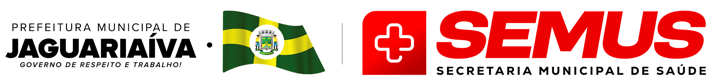 PREFEITURA MUNICIPAL DE
JAGUARIAÍVA
GOVERNO DE RESPEITO E TRABALHO!
SEMUS
SECRETARIA MUNICIPAL DE SAÚDE